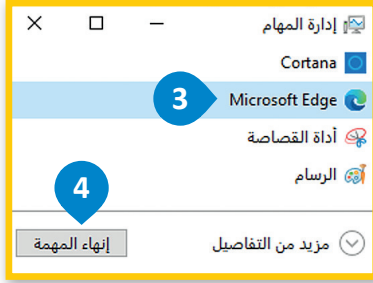 إدارة المهام
Cortana
Microsoft Edge 3
أداة القصاصة
الرسام
4
مزيد من التفاصيل إنهاء المهمة